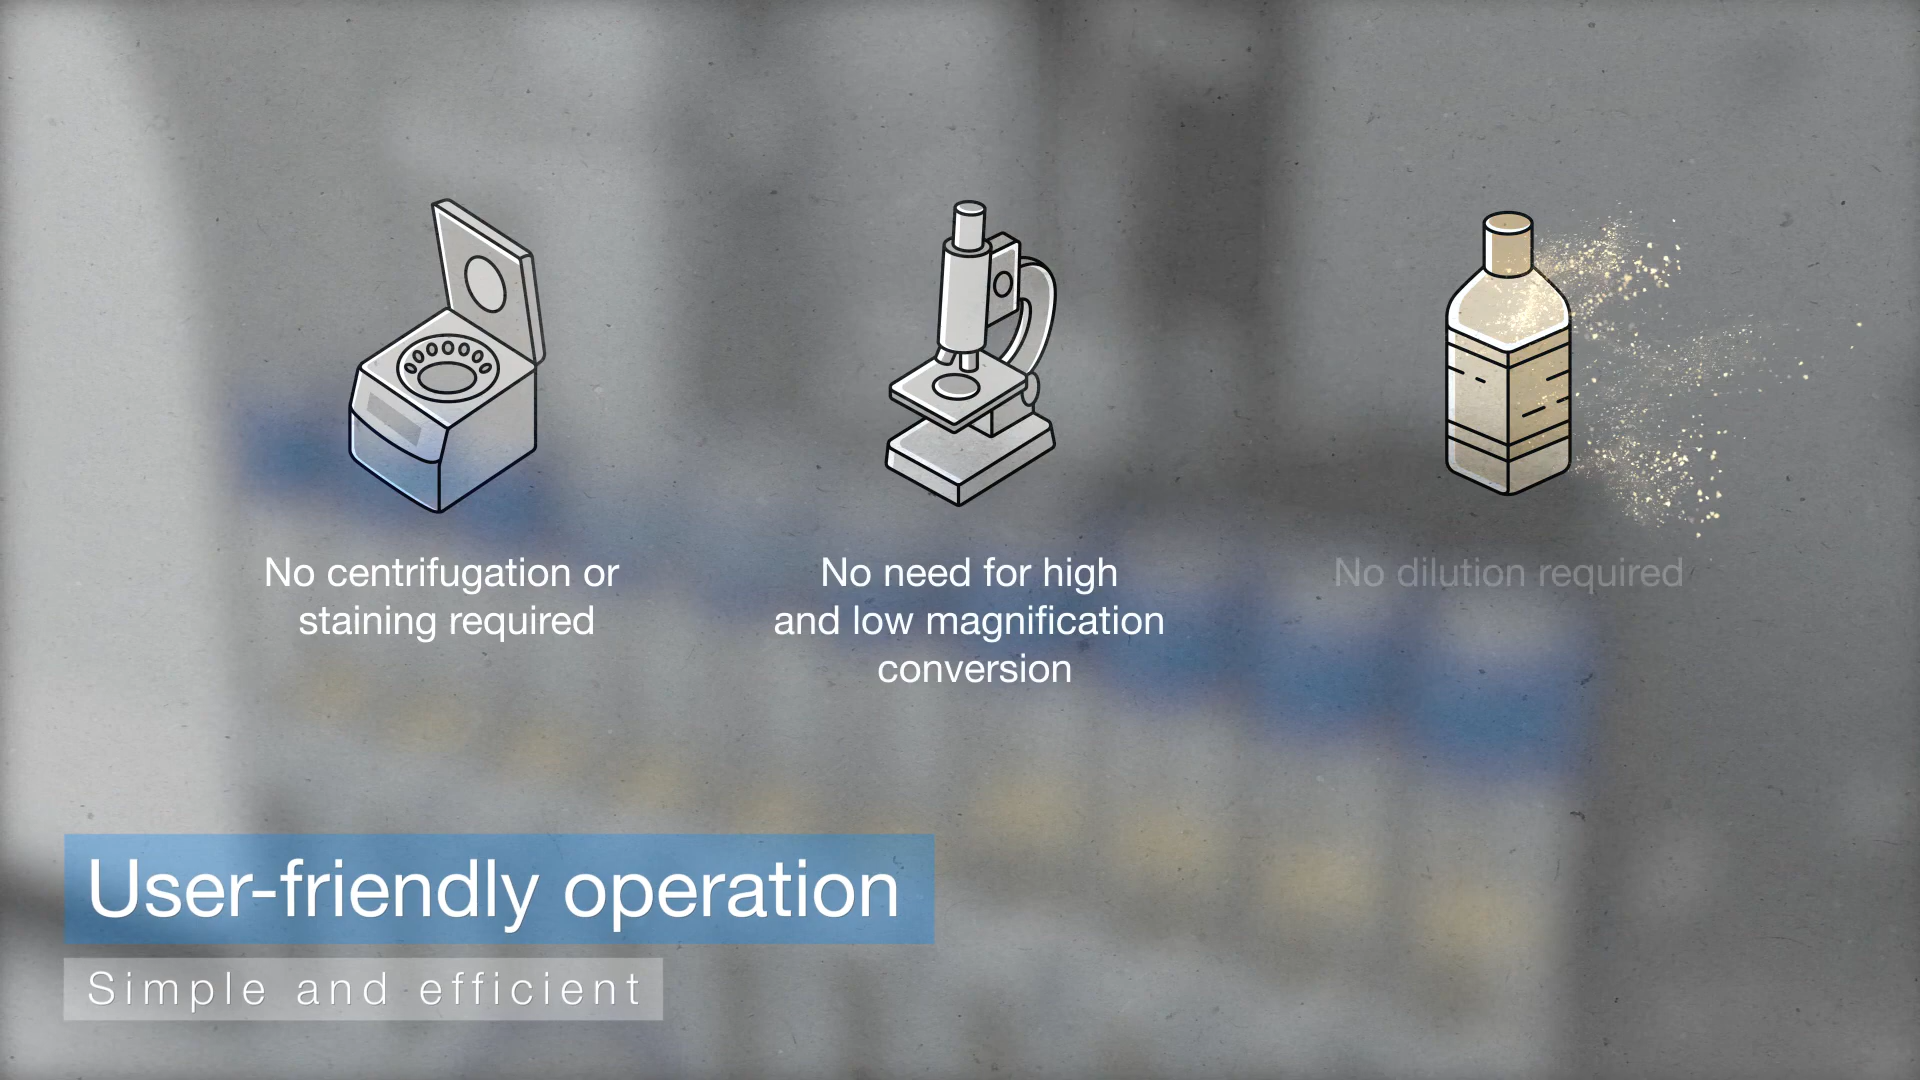 No centrifugation or
staining required
No need for high
and low magnification
conversion
No dilution required
User-friendly operation
Simple and efficient